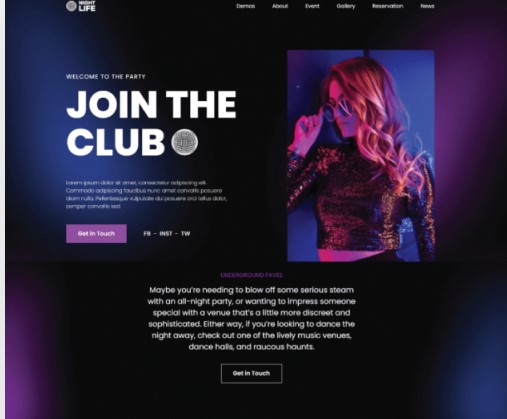 NIGHT
LIFE
Demos About Event Gallery Reservation News
WELCOME TO THE PARTY
JOIN THE
CLUB
Lorem ipsum dolor sit amet, consectetur adipiscing elit.
Commodo adipiscing faucibus nunc amet convallis posuere
diam nulla. Pellentesque vulputate dui posuere orci tellus dolor,
semper convallis sed.
Get in Touch FB - INST - TW
UNDERGROUND FAVES
Maybe you're needing to blow off some serious steam
with an all-night party, or wanting to impress someone
special with a venue that's a little more discreet and
sophisticated. Either way, if you're looking to dance the
night away, check out one of the lively music venues,
dance halls, and raucous haunts.
Get in Touch